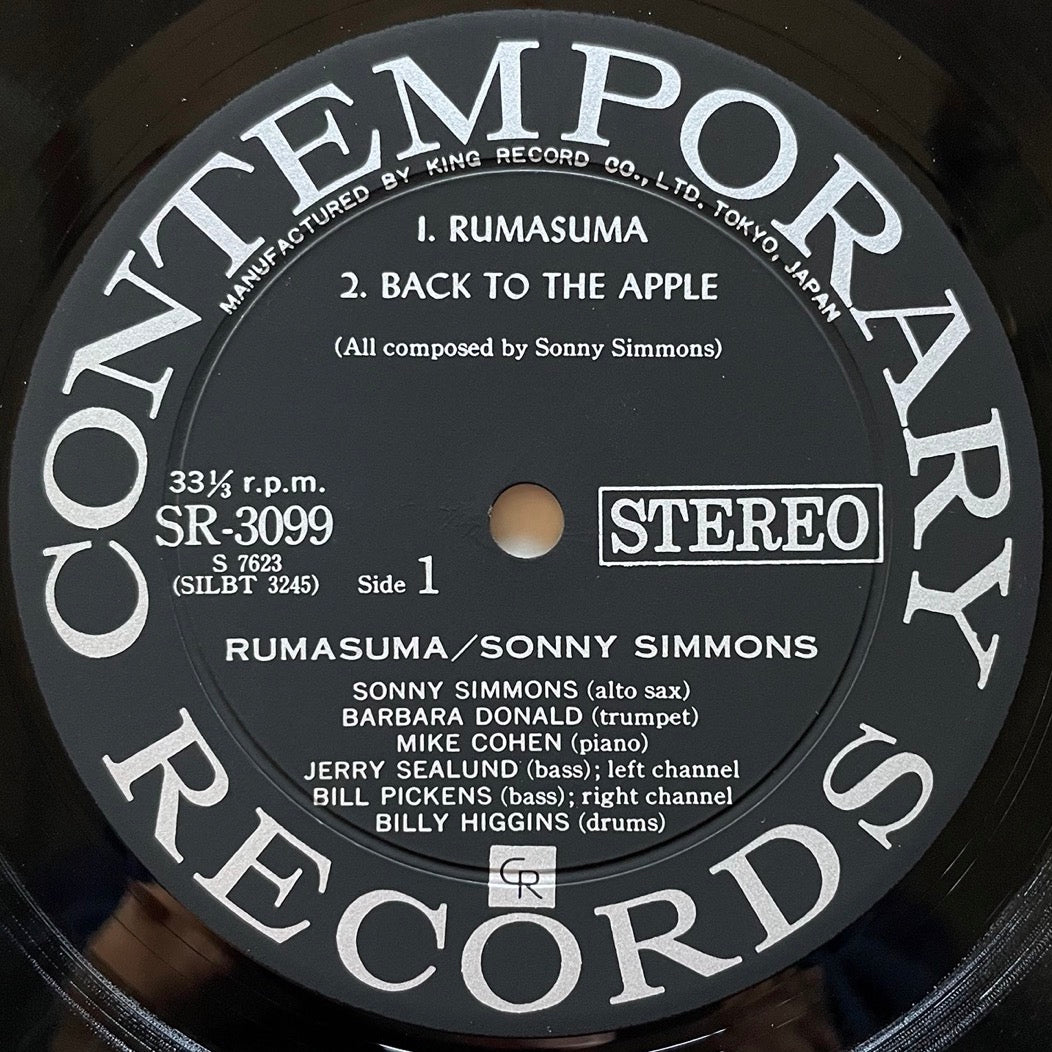 CONTEMPORARY
MANUFACTURED BY KING RECORD CO., LTD. TOKYO, JAPAN
1. RUMASUMA
2. BACK TO THE APPLE
(All composed by Sonny Simmons)
33⅓ r.p.m.
SR-3099
S 7623
(SILBT 3245)
Side 1
STEREO
RUMASUMA/SONNY SIMMONS
SONNY SIMMONS (alto sax)
BARBARA DONALD (trumpet)
MIKE COHEN (piano)
JERRY SEALUND (bass); left channel
BILL PICKENS (bass); right channel
BILLY HIGGINS (drums)
CR
RECORDS